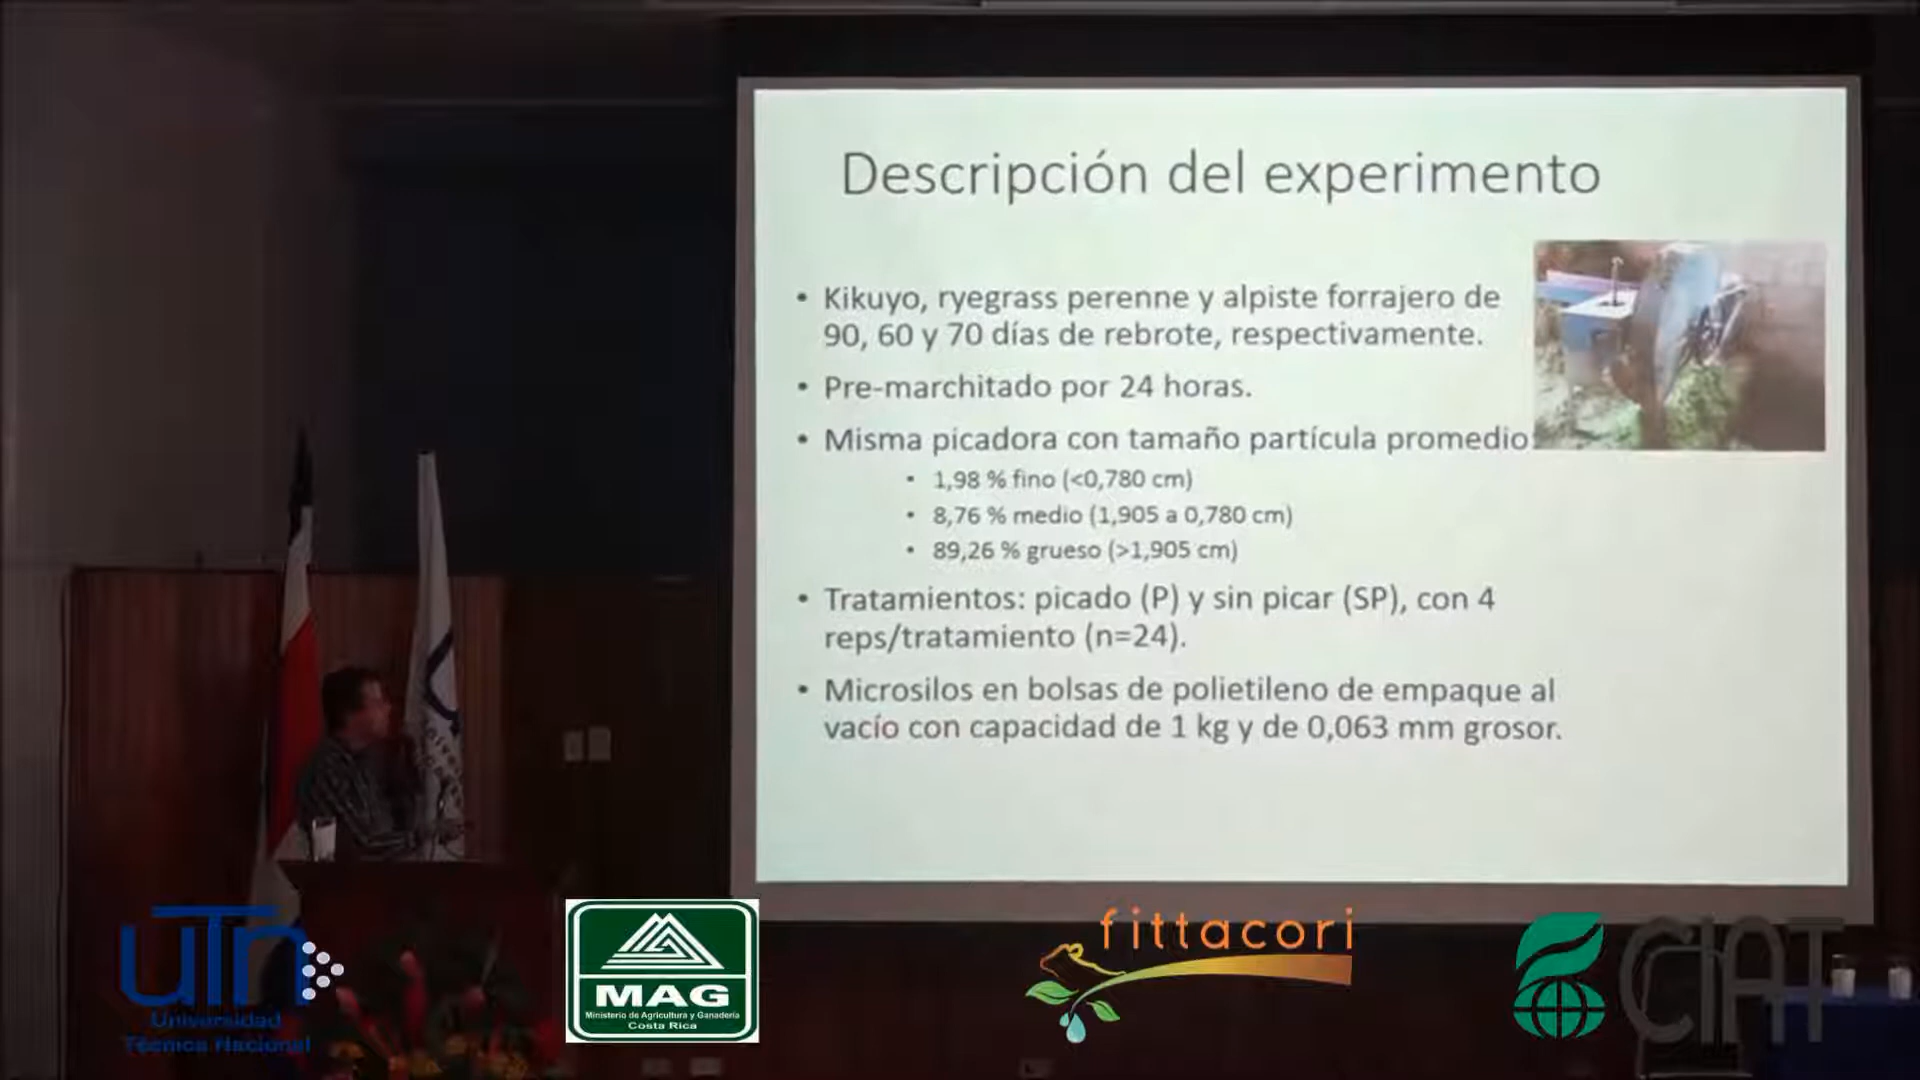 Descripción del experimento
• Kikuyo, ryegrass perenne y alpiste forrajero de
90, 60 y 70 días de rebrote, respectivamente.
• Pre-marchitado por 24 horas.
• Misma picadora con tamaño partícula promedio:
• 1,98 % fino (<0,780 cm)
• 8,76 % medio (1,905 a 0,780 cm)
• 89,26 % grueso (>1,905 cm)
• Tratamientos: picado (P) y sin picar (SP), con 4
reps/tratamiento (n=24).
• Microsilos en bolsas de polietileno de empaque al
vacío con capacidad de 1 kg y de 0,063 mm grosor.
uTn
Universidad
Técnica Nacional
MAG
Ministerio de Agricultura y Ganadería
Costa Rica
fittacori
CIAT